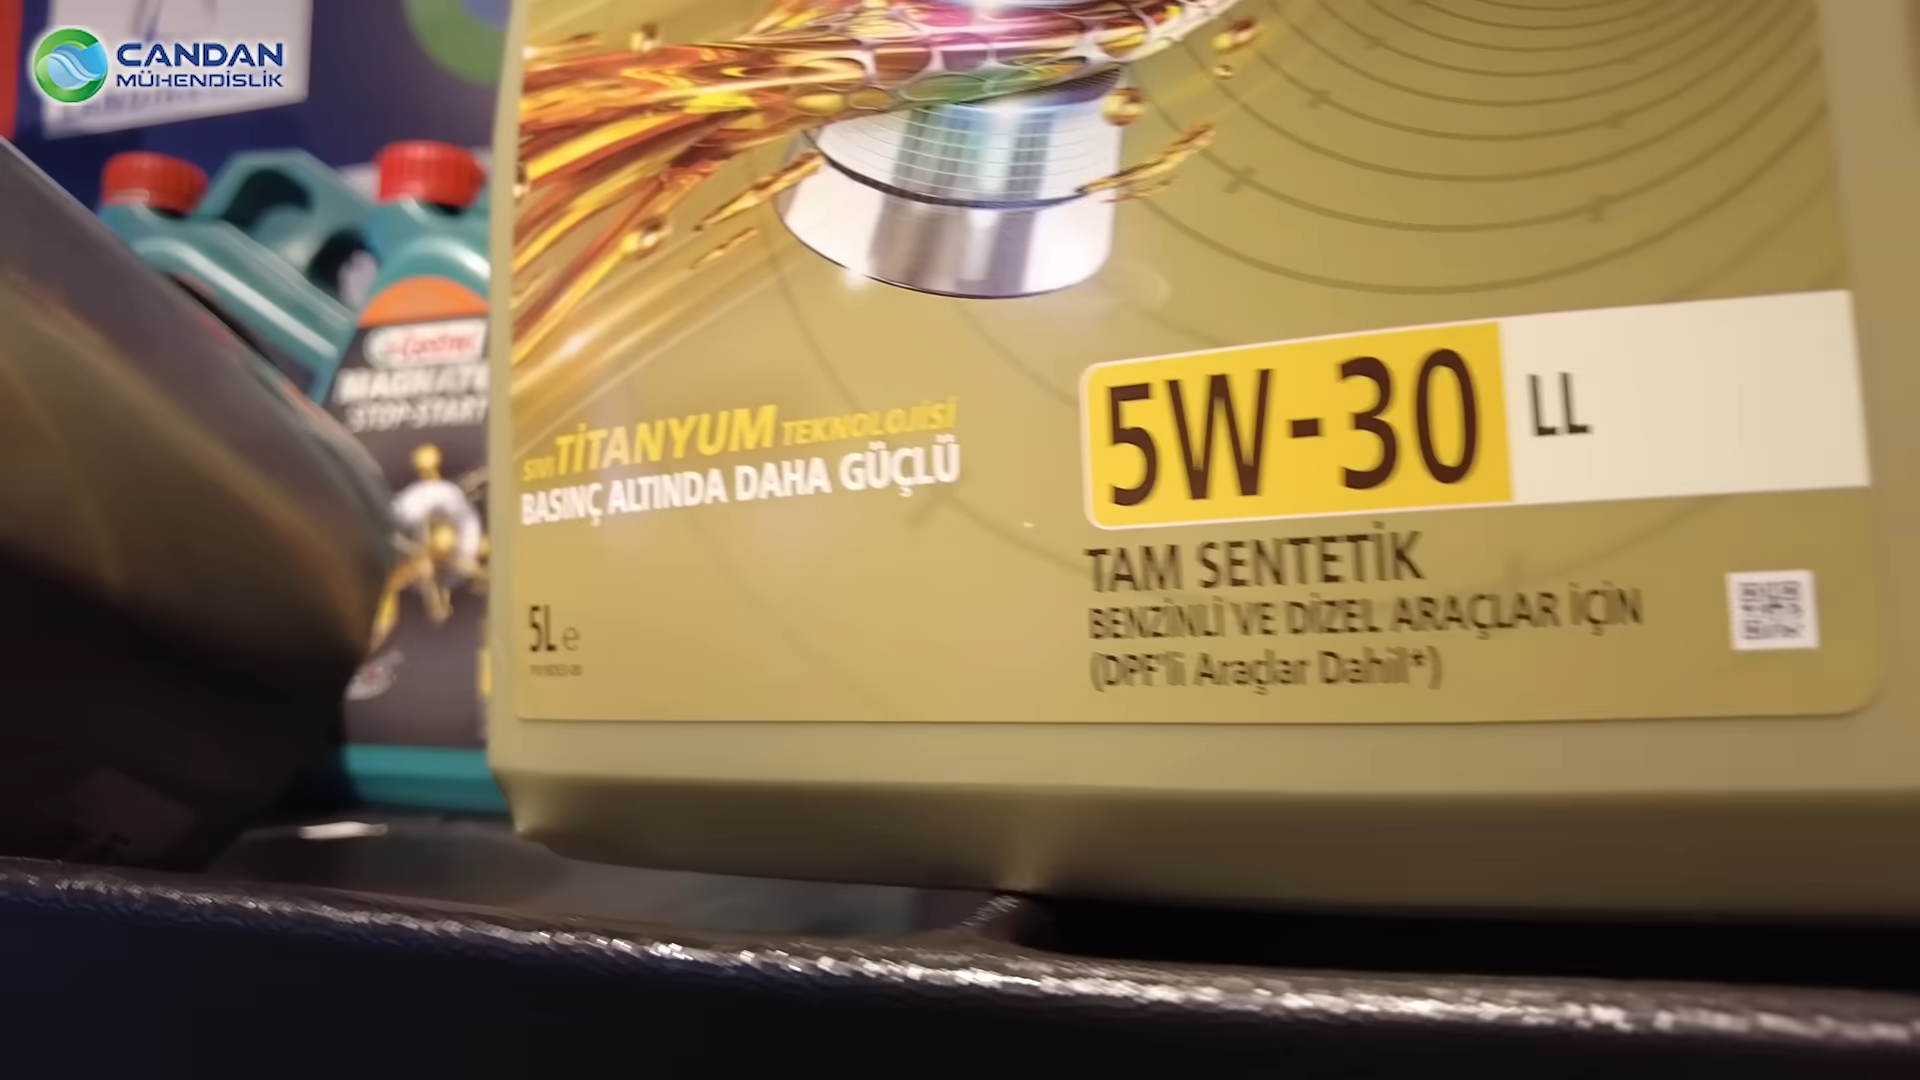 CANDAN
MÜHENDİSLİK
Castrol
MAGNATEC
STOP-START
SIVI TİTANYUM TEKNOLOJİSİ
BASINÇ ALTINDA DAHA GÜÇLÜ
5W-30 LL
TAM SENTETİK
BENZİNLİ VE DİZEL ARAÇLAR İÇİN
(DPF'li Araçlar Dahil*)
5L e